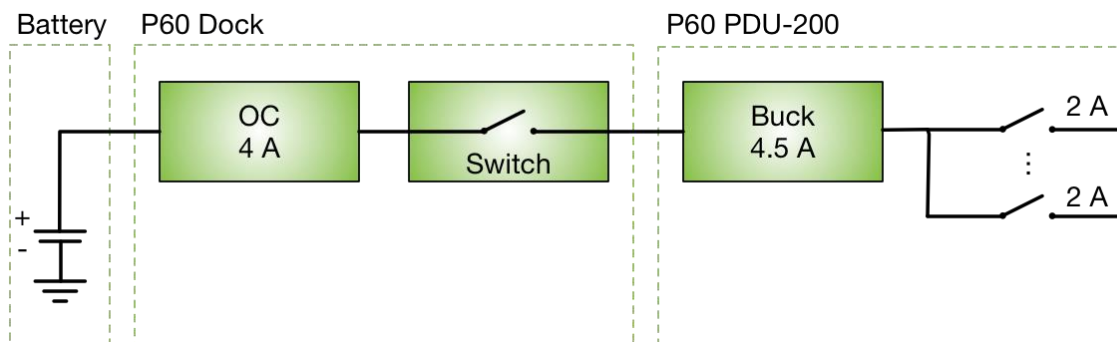 Battery
P60 Dock
P60 PDU-200
OC
4 A
Switch
Buck
4.5 A
2 A
⋮
2 A
+
-